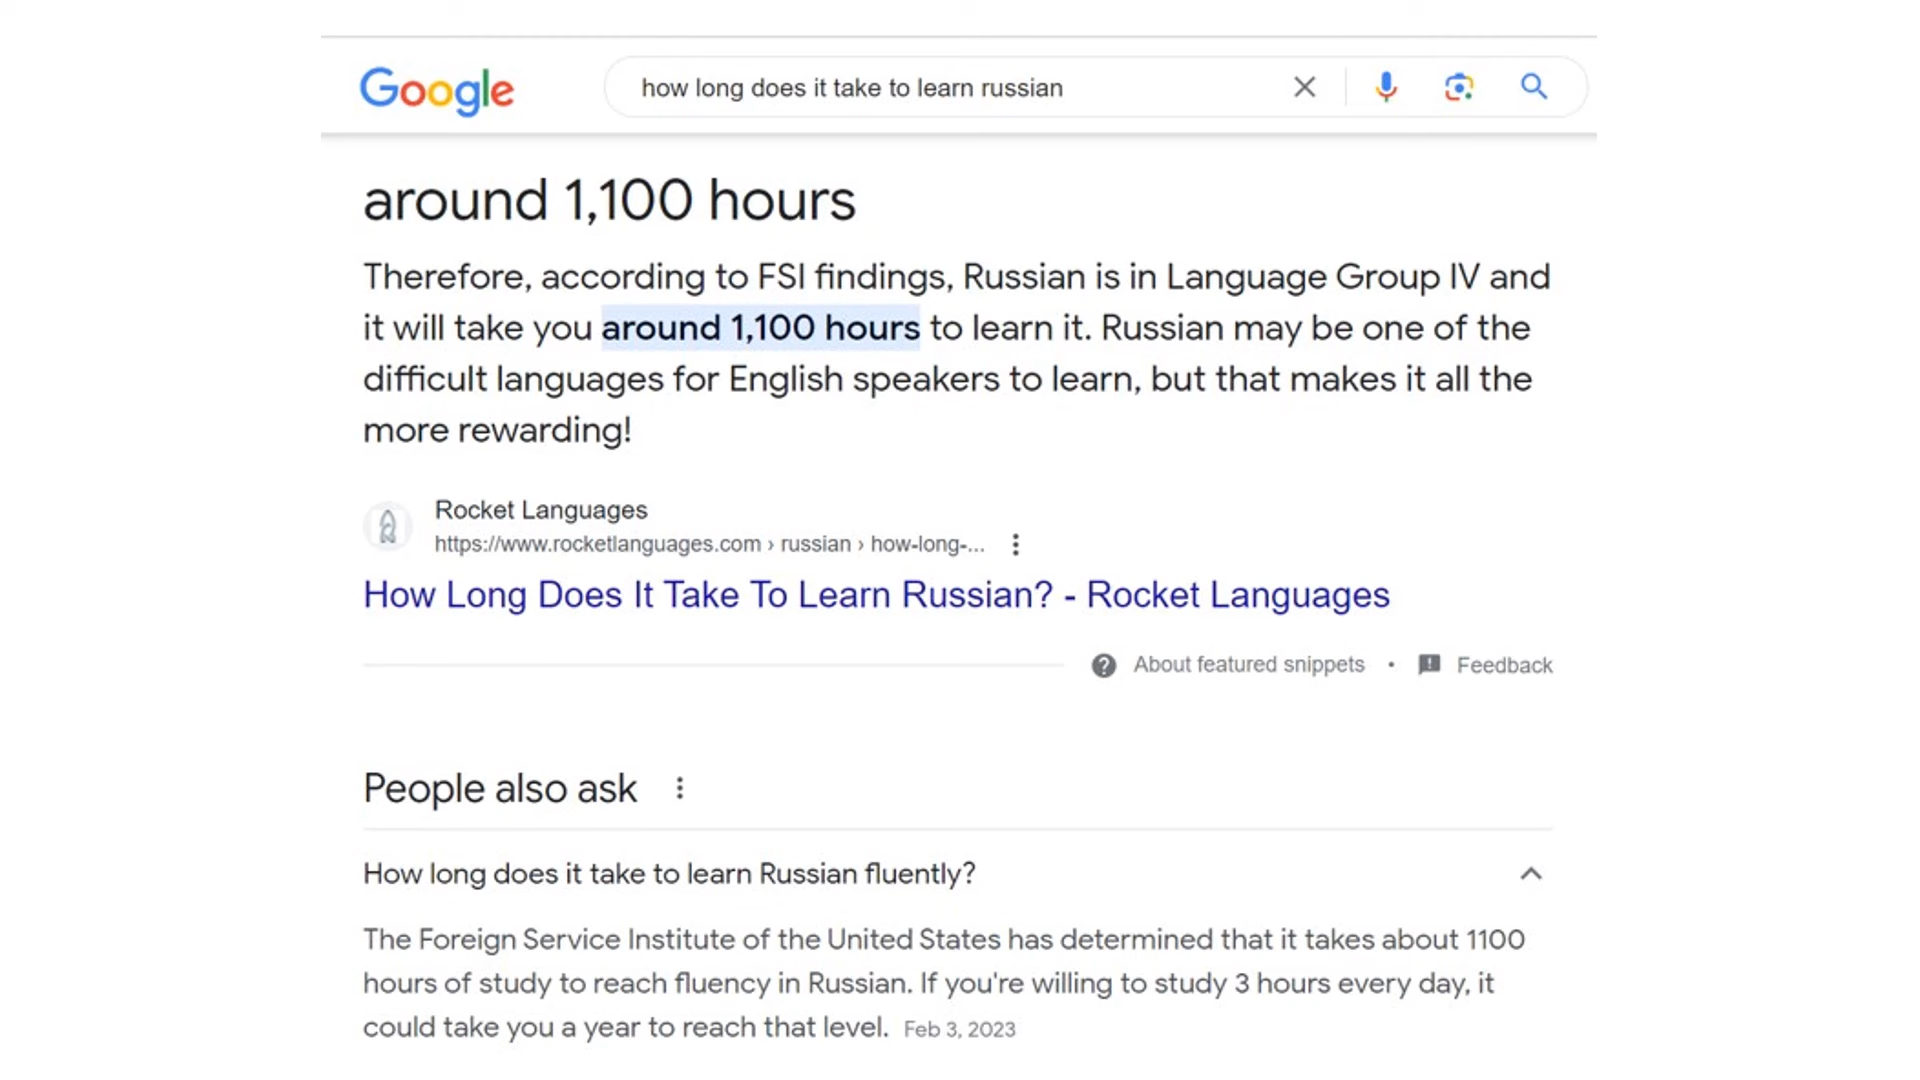 Google
how long does it take to learn russian
around 1,100 hours
Therefore, according to FSI findings, Russian is in Language Group IV and
it will take you around 1,100 hours to learn it. Russian may be one of the
difficult languages for English speakers to learn, but that makes it all the
more rewarding!
Rocket Languages
https://www.rocketlanguages.com › russian › how-long-...
How Long Does It Take To Learn Russian? - Rocket Languages
About featured snippets • Feedback
People also ask
How long does it take to learn Russian fluently?
The Foreign Service Institute of the United States has determined that it takes about 1100
hours of study to reach fluency in Russian. If you're willing to study 3 hours every day, it
could take you a year to reach that level. Feb 3, 2023